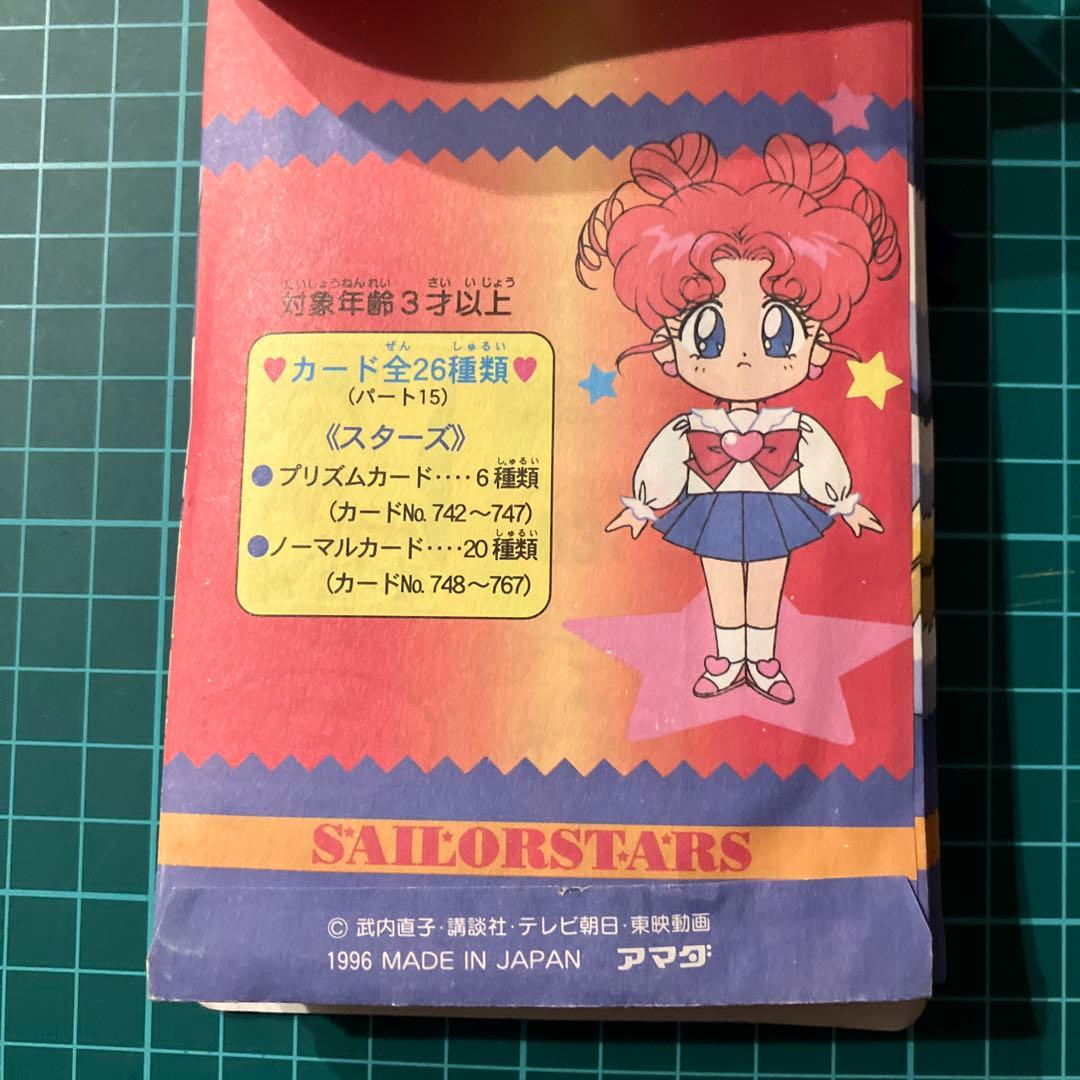 たいしょうねんれい さい いじょう
対象年齢3才以上
ぜん しゅるい
♥カード全26種類♥
(パート15)
《スターズ》
しゅるい
●プリズムカード‥‥6種類
(カードNo.742〜747)
しゅるい
●ノーマルカード‥‥20種類
(カードNo.748〜767)
SAILORSTARS
© 武内直子・講談社・テレビ朝日・東映動画
1996 MADE IN JAPAN アマダ